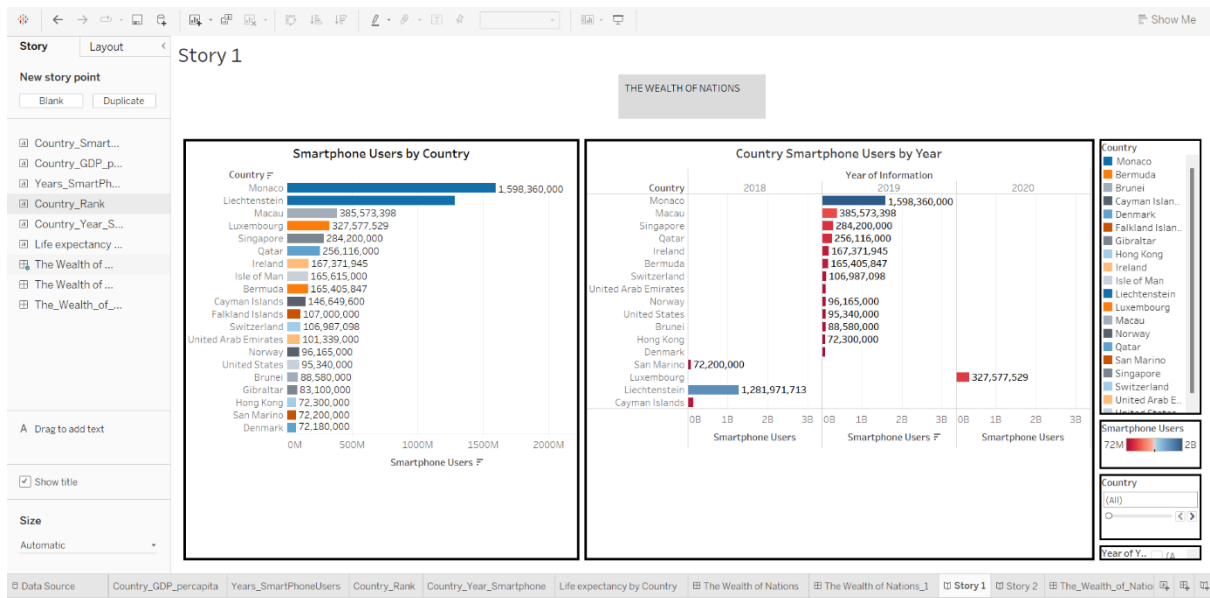 Show Me
Story Layout
Story 1
New story point
Blank Duplicate
THE WEALTH OF NATIONS
Country_Smart...
Country_GDP_p...
Years_SmartPh...
Country_Rank
Country_Year_S...
Life expectancy ...
The Wealth of ...
The Wealth of ...
The_Wealth_of_...
A Drag to add text
Show title
Size
Automatic
Smartphone Users by Country
Country
Monaco 1,598,360,000
Liechtenstein
Macau 385,573,398
Luxembourg 327,577,529
Singapore 284,200,000
Qatar 256,116,000
Ireland 167,371,945
Isle of Man 165,615,000
Bermuda 165,405,847
Cayman Islands 146,649,600
Falkland Islands 107,000,000
Switzerland 106,987,098
United Arab Emirates 101,339,000
Norway 96,165,000
United States 95,340,000
Brunei 88,580,000
Gibraltar 83,100,000
Hong Kong 72,300,000
San Marino 72,200,000
Denmark 72,180,000
0M 500M 1000M 1500M 2000M
Smartphone Users
Country Smartphone Users by Year
Year of Information
Country 2018 2019 2020
Monaco 1,598,360,000
Macau 385,573,398
Singapore 284,200,000
Qatar 256,116,000
Ireland 167,371,945
Bermuda 165,405,847
Switzerland 106,987,098
United Arab Emirates
Norway 96,165,000
United States 95,340,000
Brunei 88,580,000
Hong Kong 72,300,000
Denmark
San Marino 72,200,000
Luxembourg 327,577,529
Liechtenstein 1,281,971,713
Cayman Islands
0B 1B 2B 3B 0B 1B 2B 3B 0B 1B 2B 3B
Smartphone Users Smartphone Users Smartphone Users
Country
Monaco
Bermuda
Brunei
Cayman Islan..
Denmark
Falkland Islan..
Gibraltar
Hong Kong
Ireland
Isle of Man
Liechtenstein
Luxembourg
Macau
Norway
Qatar
San Marino
Singapore
Switzerland
United Arab E..
United States
Smartphone Users
72M 2B
Country
(All)
Year of Y.. (A
Data Source Country_GDP_percapita Years_SmartPhoneUsers Country_Rank Country_Year_Smartphone Life expectancy by Country The Wealth of Nations The Wealth of Nations_1 Story 1 Story 2 The_Wealth_of_Natio